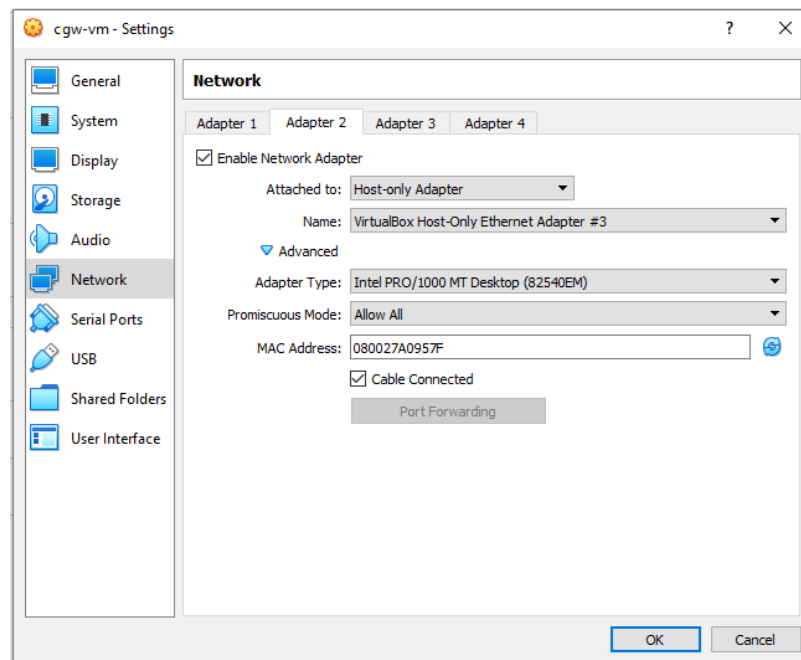 cgw-vm - Settings ? ×
General
System
Display
Storage
Audio
Network
Serial Ports
USB
Shared Folders
User Interface
Network
Adapter 1 Adapter 2 Adapter 3 Adapter 4
Enable Network Adapter
Attached to: Host-only Adapter
Name: VirtualBox Host-Only Ethernet Adapter #3
Advanced
Adapter Type: Intel PRO/1000 MT Desktop (82540EM)
Promiscuous Mode: Allow All
MAC Address: 080027A0957F
Cable Connected
Port Forwarding
OK Cancel